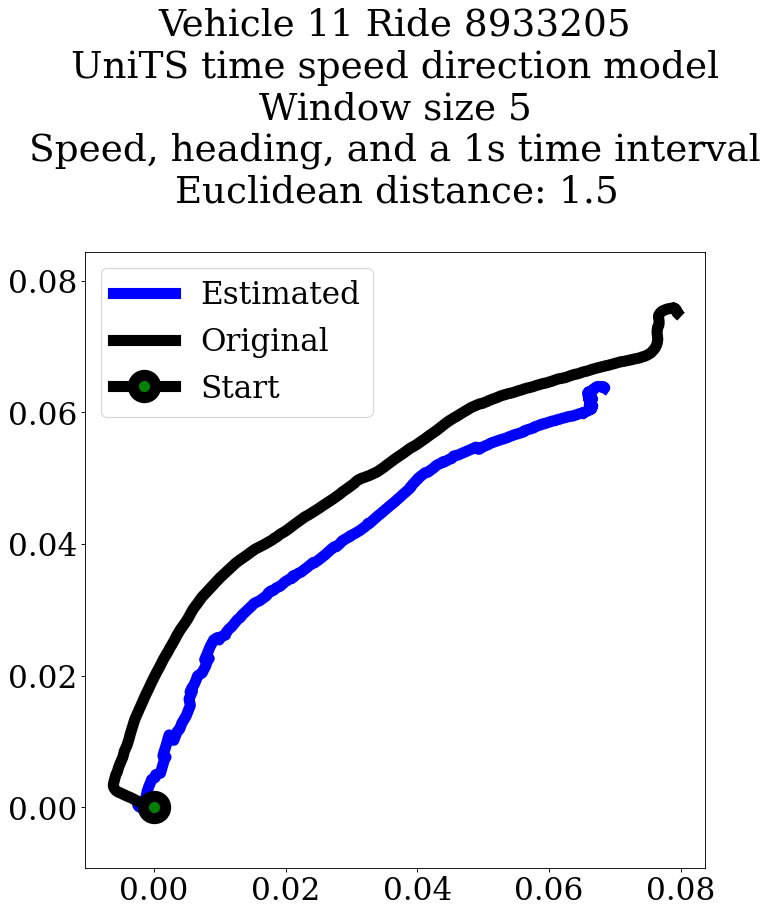 Vehicle 11 Ride 8933205
UniTS time speed direction model
Window size 5
Speed, heading, and a 1s time interval
Euclidean distance: 1.5
Estimated
Original
Start
0.08
0.06
0.04
0.02
0.00
0.00 0.02 0.04 0.06 0.08